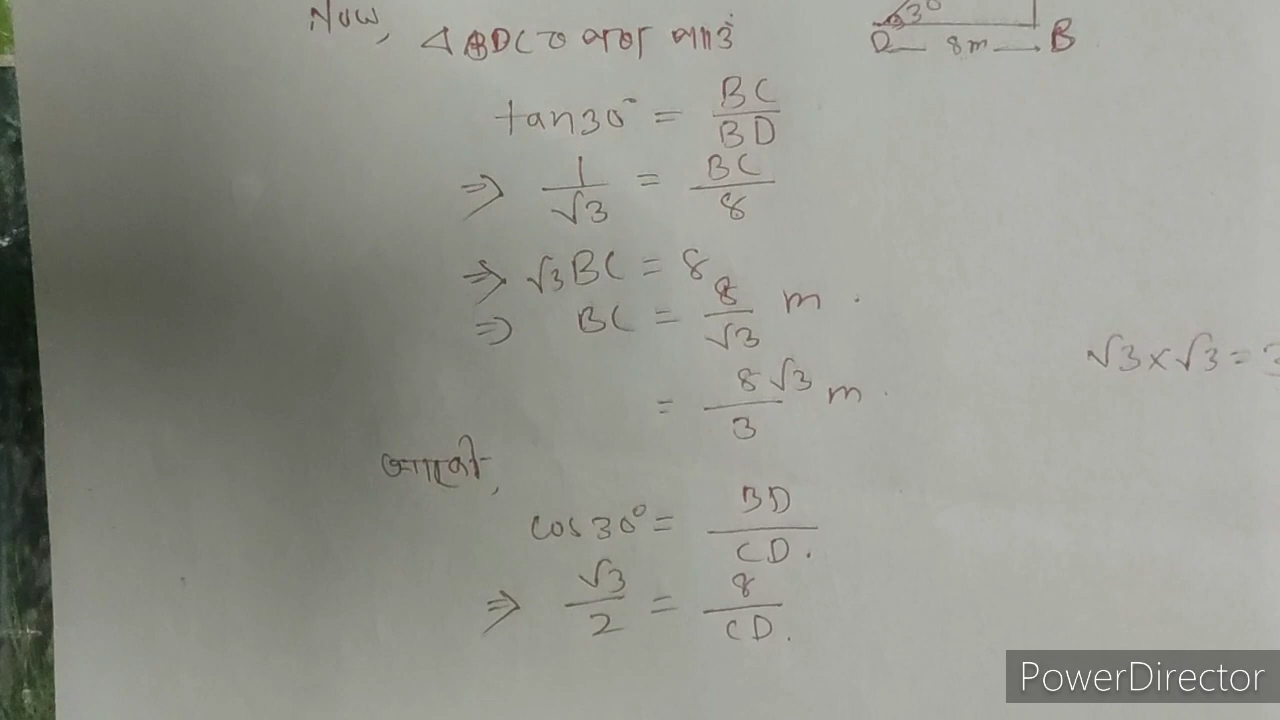 Now, △BDC ত
30
D 8m B
tan30° = BC/BD
⇒ 1/√3 = BC/8
⇒ √3BC = 8
⇒ BC = 8/√3 m.
= 8√3/3 m.
√3×√3=3
cos30° = BD/CD.
⇒ √3/2 = 8/CD.
PowerDirector